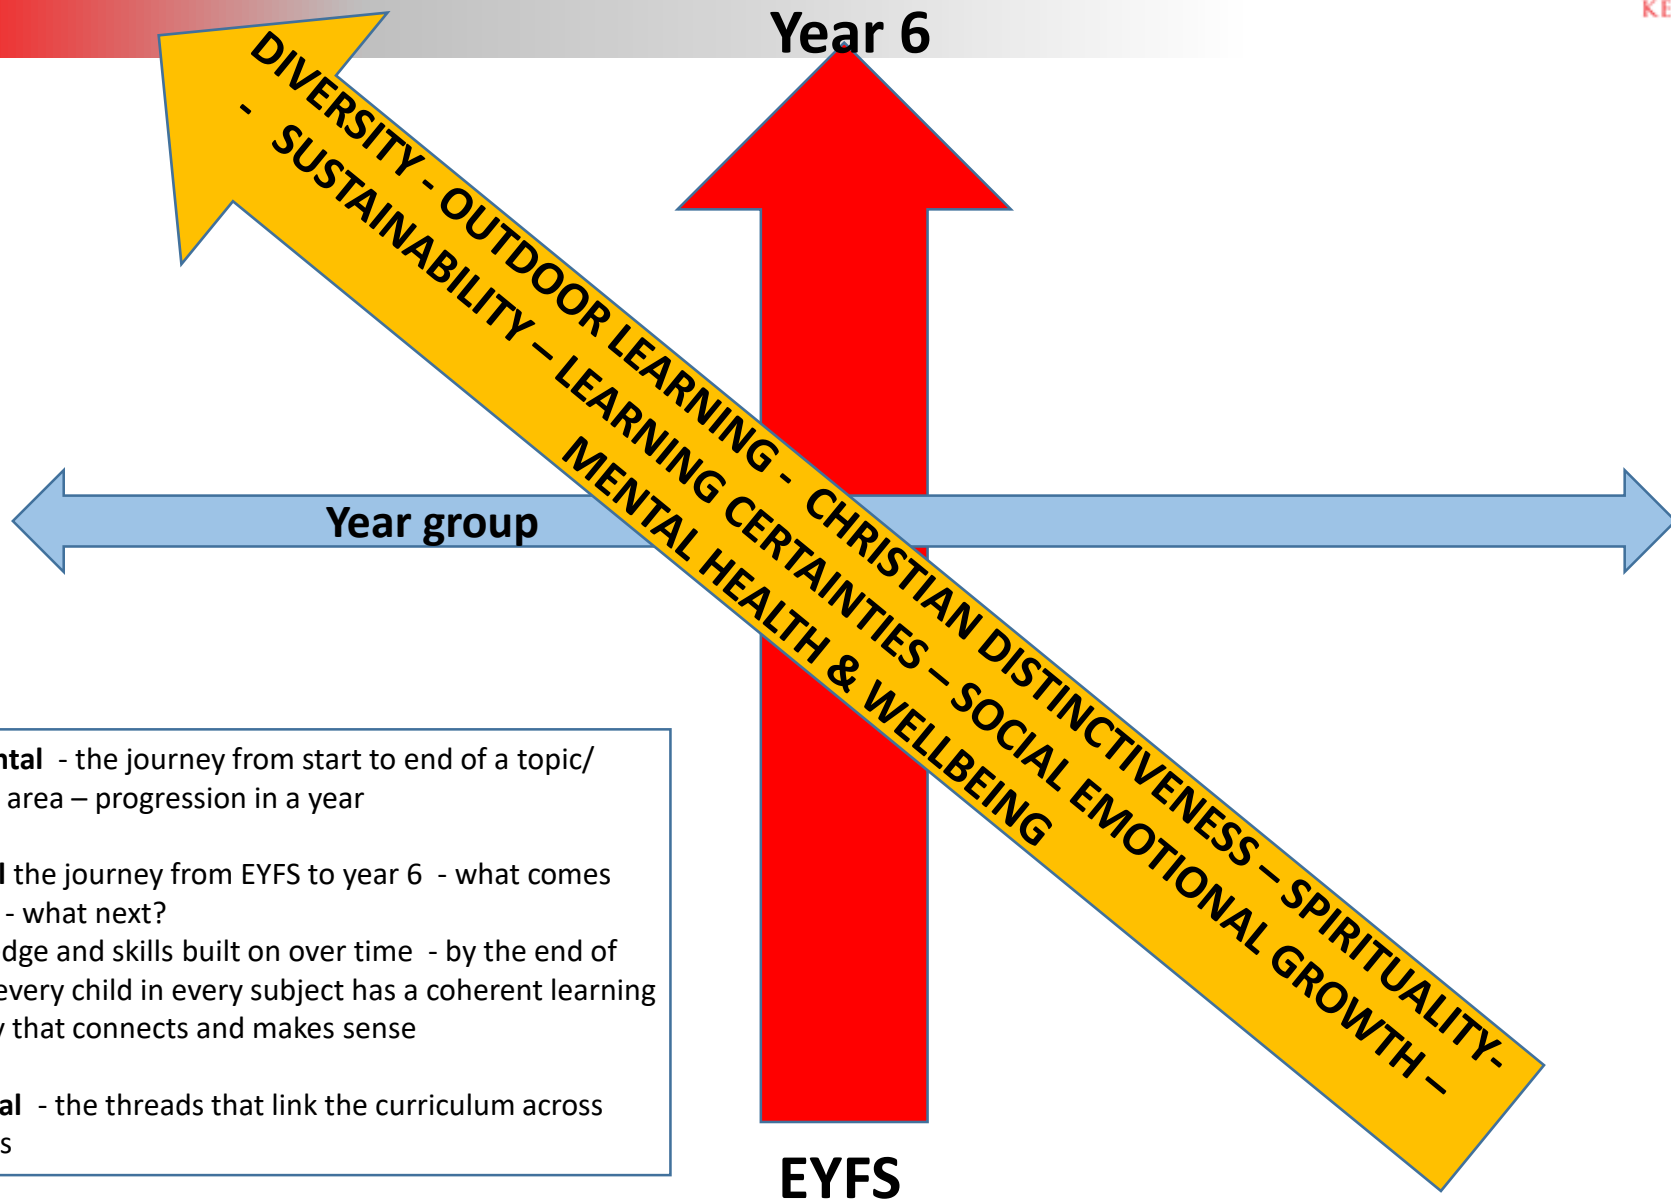 KE
Year 6
DIVERSITY - OUTDOOR LEARNING - CHRISTIAN DISTINCTIVENESS – SPIRITUALITY-
- SUSTAINABILITY – LEARNING CERTAINTIES – SOCIAL EMOTIONAL GROWTH –
MENTAL HEALTH & WELLBEING
Year group
ntal - the journey from start to end of a topic/
area – progression in a year
l the journey from EYFS to year 6 - what comes
- what next?
dge and skills built on over time - by the end of
every child in every subject has a coherent learning
y that connects and makes sense
al - the threads that link the curriculum across
s
EYFS